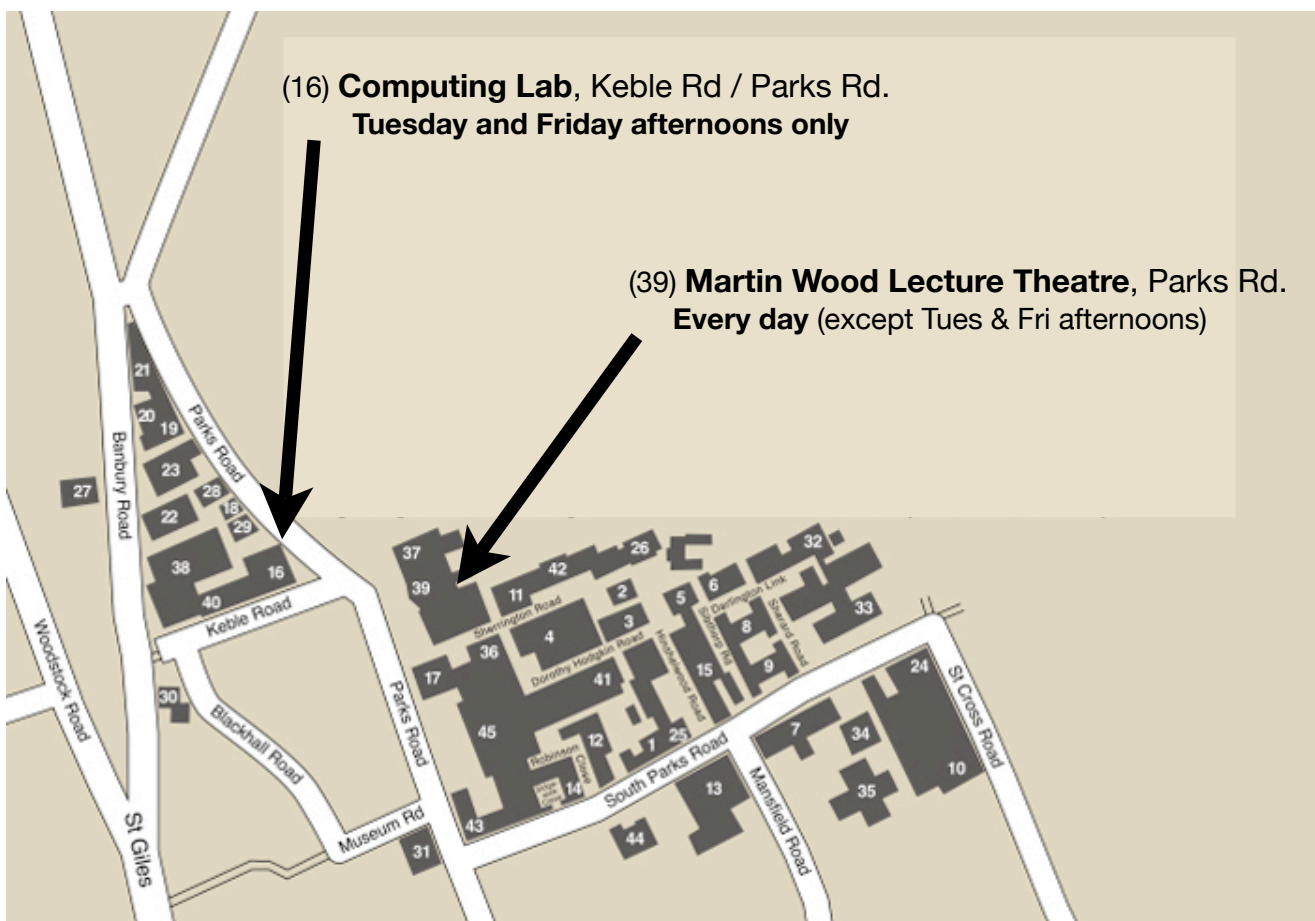 (16) Computing Lab, Keble Rd / Parks Rd.
Tuesday and Friday afternoons only
(39) Martin Wood Lecture Theatre, Parks Rd.
Every day (except Tues & Fri afternoons)
21
20
19
Parks Road
Banbury Road
23
27
28
18
22
29
38
16
40
Keble Road
37
39
42
26
11
Sherrington Road
2
3
4
5
6
32
Darlington Link
33
8
Sherard Road
9
15
Hinshelwood Road
Dorothy Hodgkin Road
36
17
41
45
Woodstock Road
30
Blackhall Road
Parks Road
12
Robinson
Close
14
1
25
South Parks Road
7
34
24
St Cross Road
10
35
13
Mansfield Road
44
43
Museum Rd
31
St Giles